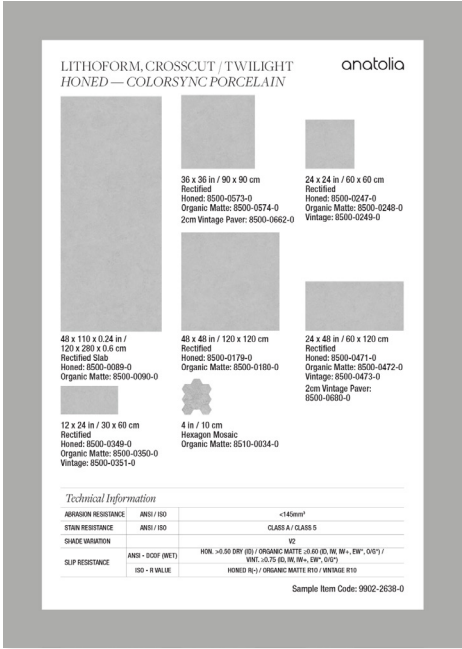 LITHOFORM, CROSSCUT / TWILIGHT
HONED — COLORSYNC PORCELAIN
anatolia
36 x 36 in / 90 x 90 cm
Rectified
Honed: 8500-0573-0
Organic Matte: 8500-0574-0
2cm Vintage Paver: 8500-0662-0
24 x 24 in / 60 x 60 cm
Rectified
Honed: 8500-0247-0
Organic Matte: 8500-0248-0
Vintage: 8500-0249-0
48 x 110 x 0.24 in /
120 x 280 x 0.6 cm
Rectified Slab
Honed: 8500-0089-0
Organic Matte: 8500-0090-0
48 x 48 in / 120 x 120 cm
Rectified
Honed: 8500-0179-0
Organic Matte: 8500-0180-0
24 x 48 in / 60 x 120 cm
Rectified
Honed: 8500-0471-0
Organic Matte: 8500-0472-0
Vintage: 8500-0473-0
2cm Vintage Paver:
8500-0680-0
12 x 24 in / 30 x 60 cm
Rectified
Honed: 8500-0349-0
Organic Matte: 8500-0350-0
Vintage: 8500-0351-0
4 in / 10 cm
Hexagon Mosaic
Organic Matte: 8510-0034-0
Technical Information
ABRASION RESISTANCE ANSI / ISO <145mm³
STAIN RESISTANCE ANSI / ISO CLASS A / CLASS 5
SHADE VARIATION V2
SLIP RESISTANCE ANSI - DCOF (WET) HON. >0.50 DRY (ID) / ORGANIC MATTE ≥0.60 (ID, IW, IW+, EW*, O/G*) /
VINT. ≥0.75 (ID, IW, IW+, EW*, O/G*)
ISO - R VALUE HONED R(-) / ORGANIC MATTE R10 / VINTAGE R10
Sample Item Code: 9902-2638-0